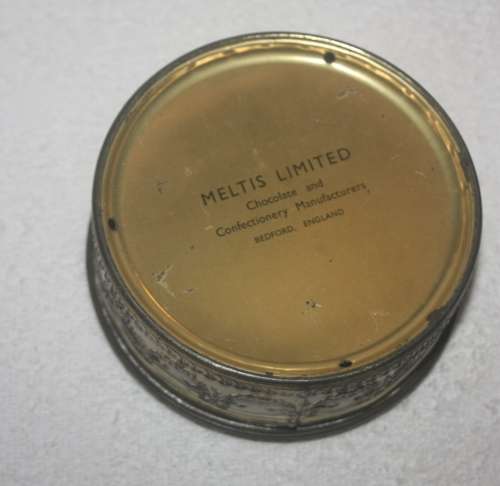 MELTIS LIMITED
Chocolate and
Confectionery Manufacturers
BEDFORD, ENGLAND